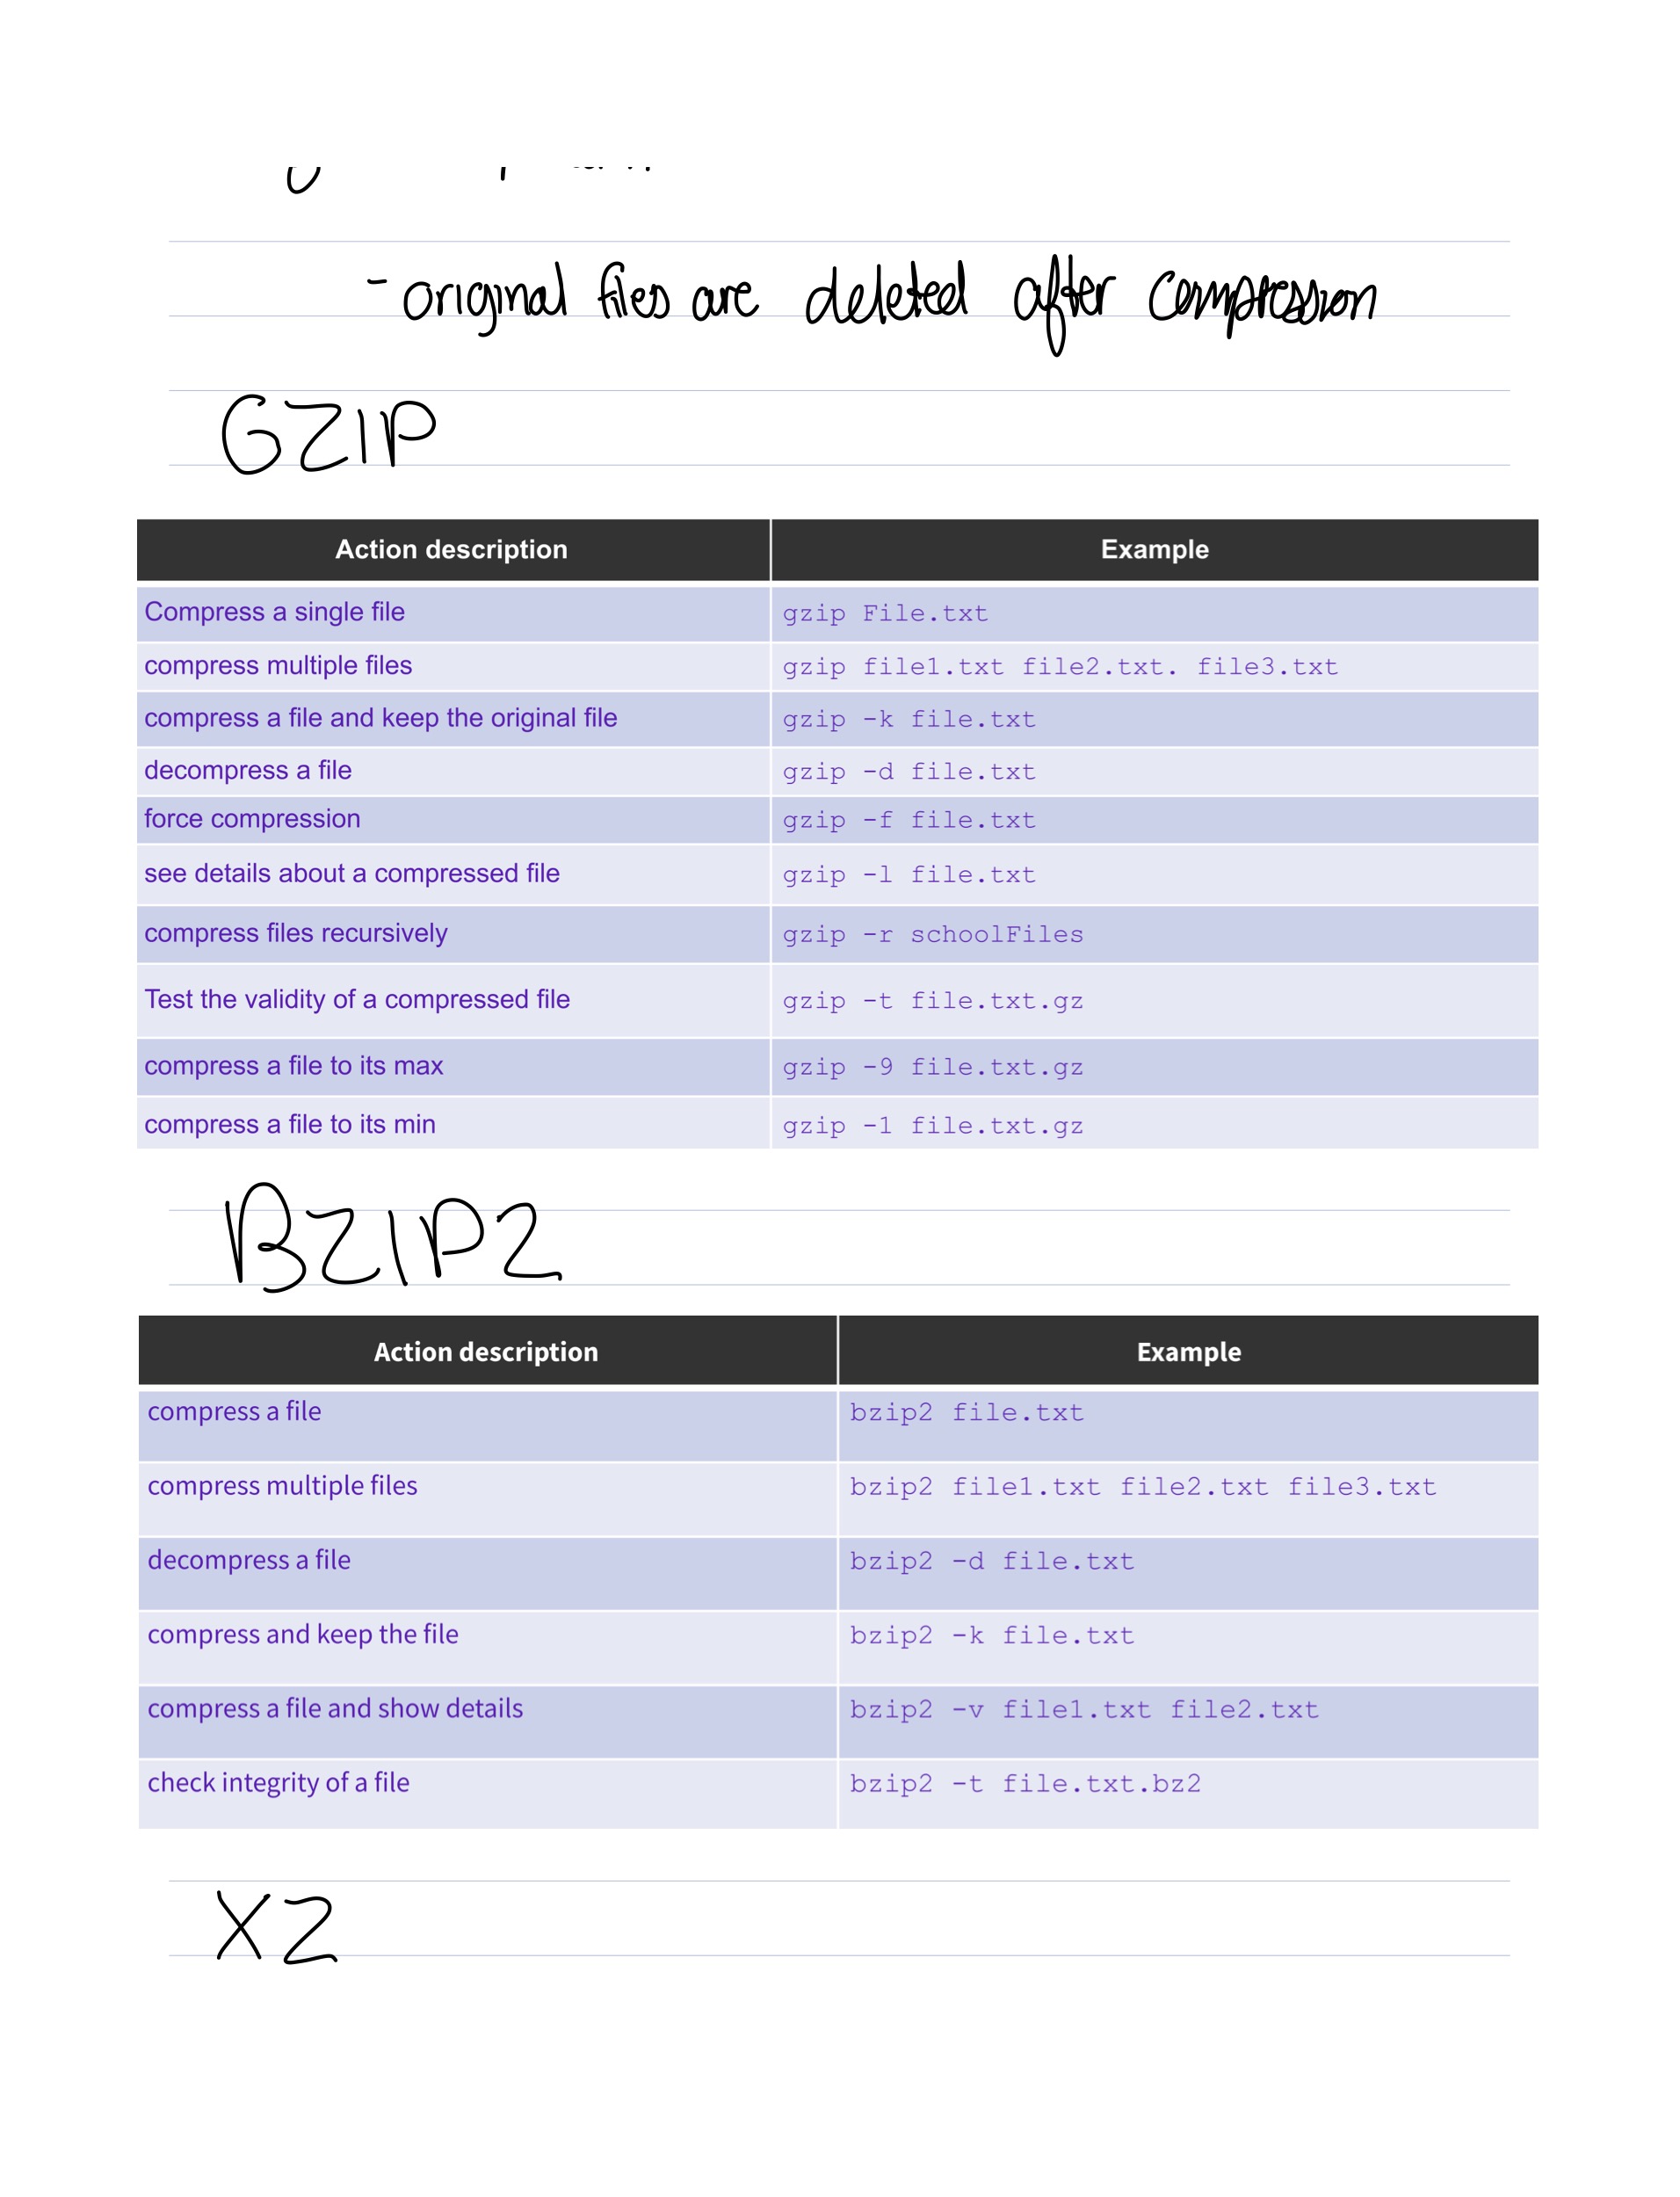 - original files are deleted after compression
GZIP
Action description Example
Compress a single file gzip File.txt
compress multiple files gzip file1.txt file2.txt. file3.txt
compress a file and keep the original file gzip -k file.txt
decompress a file gzip -d file.txt
force compression gzip -f file.txt
see details about a compressed file gzip -l file.txt
compress files recursively gzip -r schoolFiles
Test the validity of a compressed file gzip -t file.txt.gz
compress a file to its max gzip -9 file.txt.gz
compress a file to its min gzip -1 file.txt.gz
BZIP2
Action description Example
compress a file bzip2 file.txt
compress multiple files bzip2 file1.txt file2.txt file3.txt
decompress a file bzip2 -d file.txt
compress and keep the file bzip2 -k file.txt
compress a file and show details bzip2 -v file1.txt file2.txt
check integrity of a file bzip2 -t file.txt.bz2
XZ